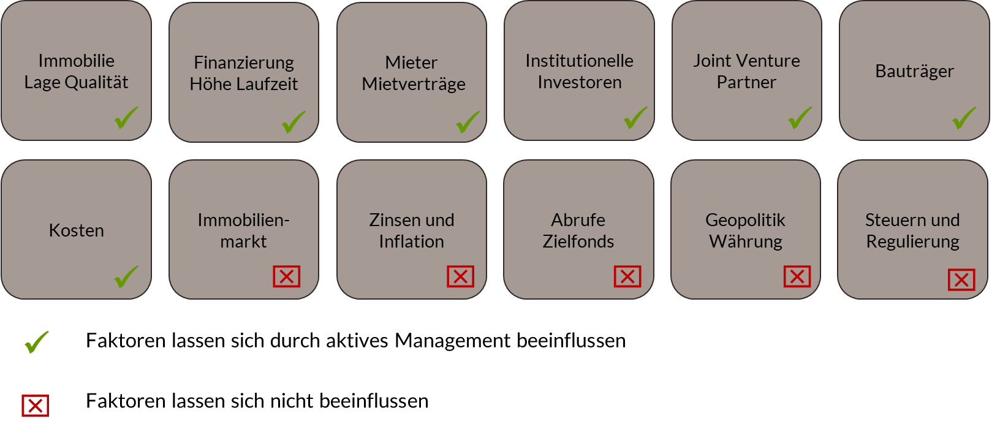 Immobilie
Lage Qualität
Finanzierung
Höhe Laufzeit
Mieter
Mietverträge
Institutionelle
Investoren
Joint Venture
Partner
Bauträger
Kosten
Immobilien-
markt
Zinsen und
Inflation
Abrufe
Zielfonds
Geopolitik
Währung
Steuern und
Regulierung
Faktoren lassen sich durch aktives Management beeinflussen
Faktoren lassen sich nicht beeinflussen